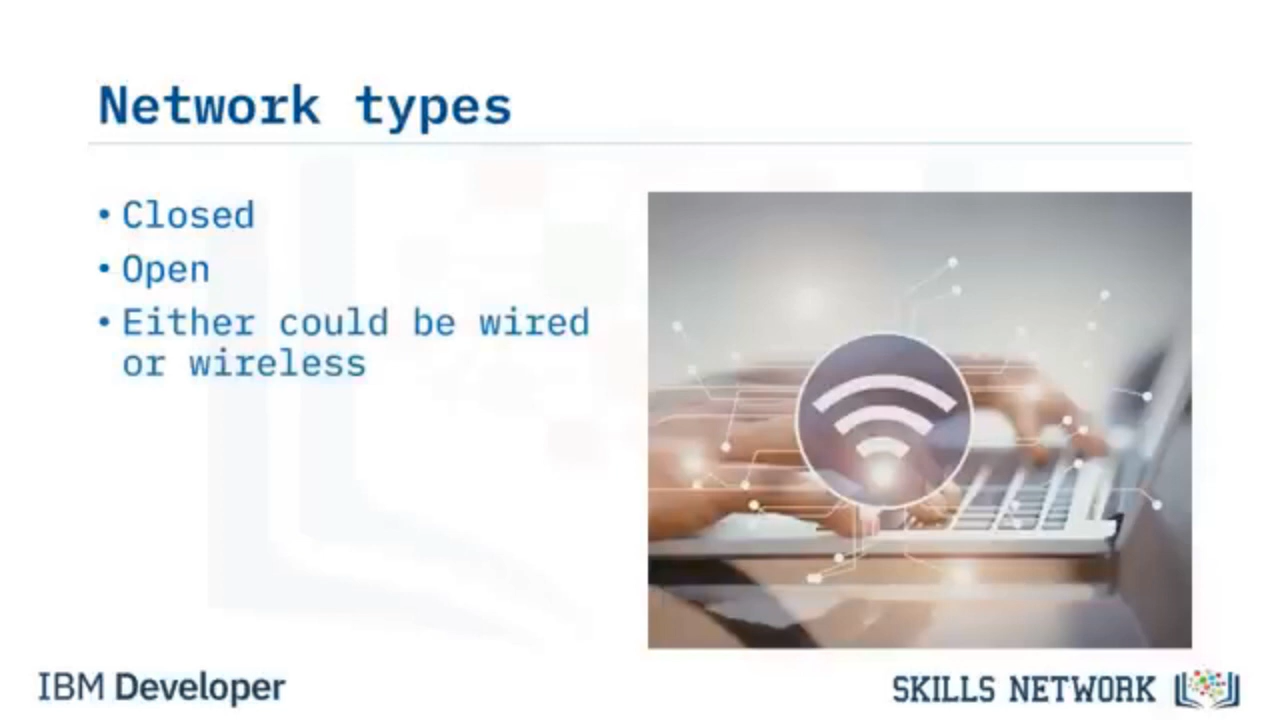 Network types
• Closed
• Open
• Either could be wired
or wireless
IBM Developer
SKILLS NETWORK